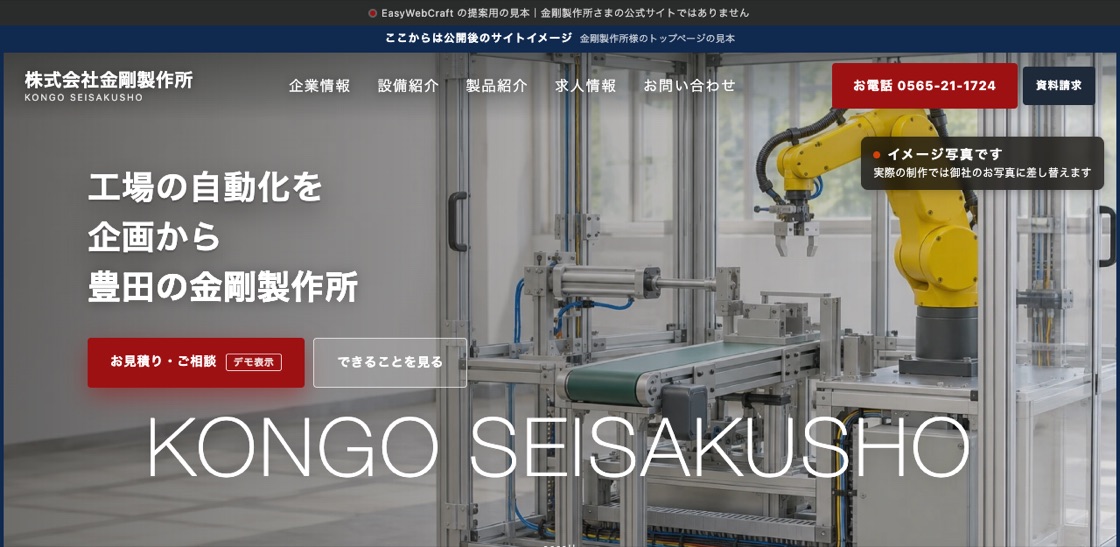 EasyWebCraft の提案用の見本｜金剛製作所さまの公式サイトではありません
ここからは公開後のサイトイメージ 金剛製作所様のトップページの見本
株式会社金剛製作所
KONGO SEISAKUSHO
企業情報 設備紹介 製品紹介 求人情報 お問い合わせ
お電話 0565-21-1724
資料請求
イメージ写真です
実際の制作では御社のお写真に差し替えます
工場の自動化を
企画から
豊田の金剛製作所
お見積り・ご相談 デモ表示
できることを見る
KONGO SEISAKUSHO